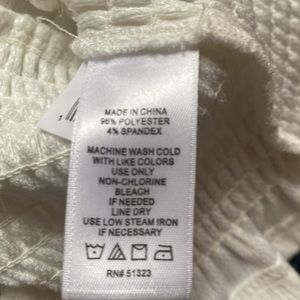 MADE IN CHINA
96% POLYESTER
4% SPANDEX
MACHINE WASH COLD
WITH LIKE COLORS
USE ONLY
NON-CHLORINE
BLEACH
IF NEEDED
LINE DRY
USE LOW STEAM IRON
IF NECESSARY
RN# 51323